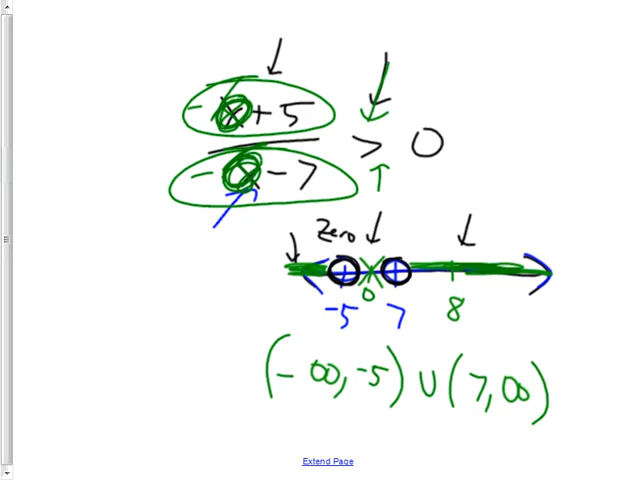 - x + 5
> 0
- x - 7
Zero
-5 0 7 8
(-∞, -5) ∪ (7, ∞)
Extend Page